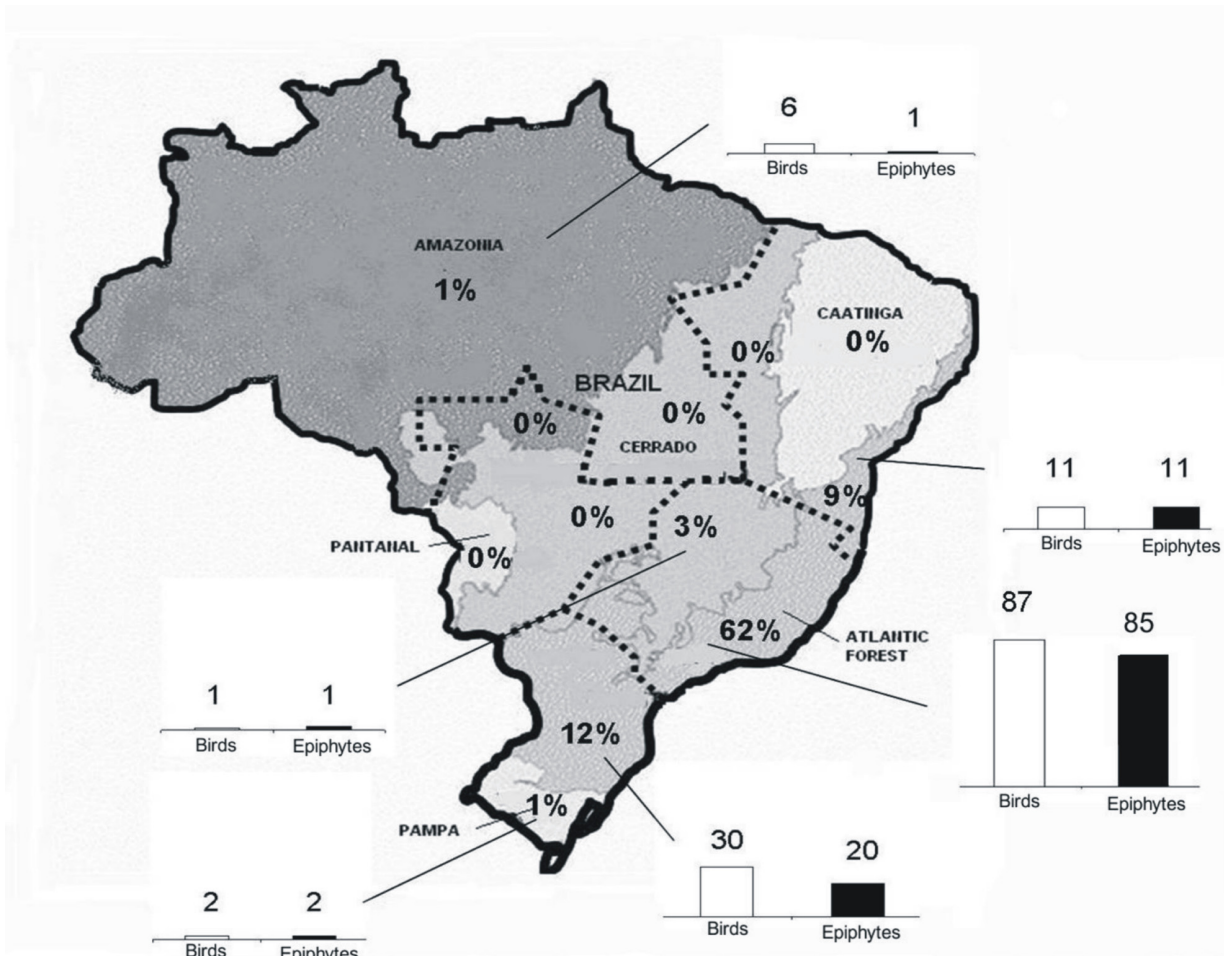 6 1
Birds Epiphytes
AMAZONIA
1%
CAATINGA
0%
0%
BRAZIL
0%
0%
CERRADO
11 11
Birds Epiphytes
9%
0%
3%
PANTANAL
0%
87
85
Birds Epiphytes
62%
ATLANTIC
FOREST
1 1
Birds Epiphytes
12%
1%
PAMPA
30 20
Birds Epiphytes
2 2
Birds Epiphytes